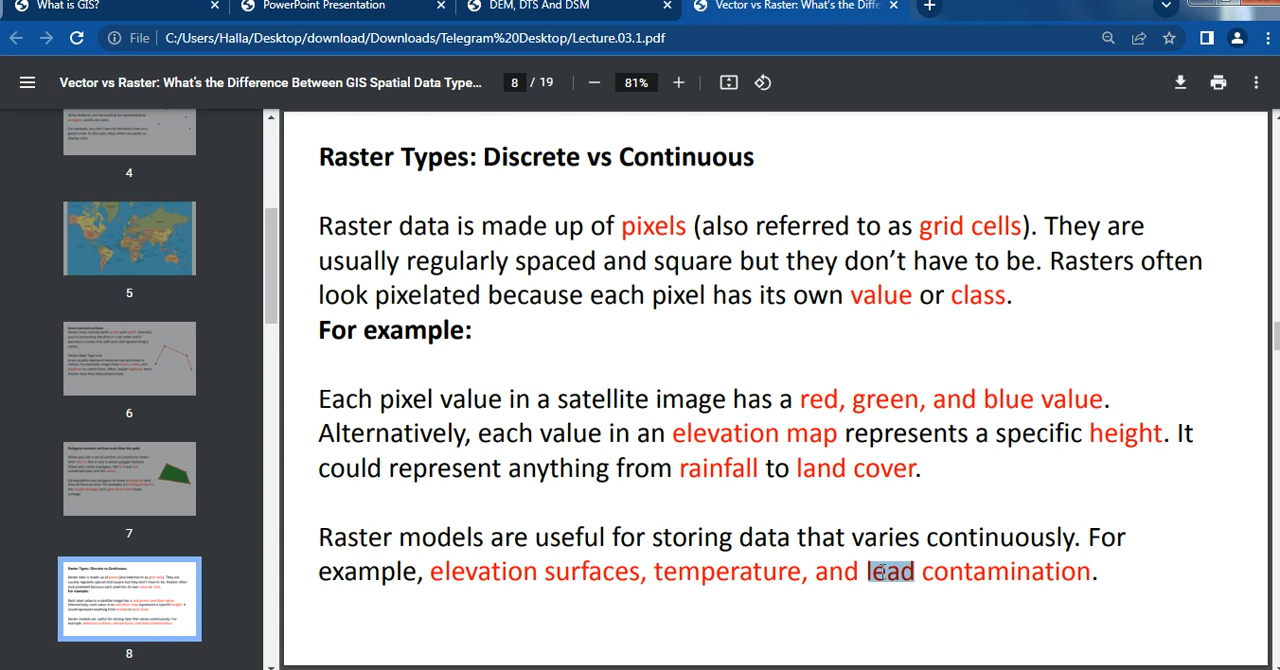 What is GIS?
PowerPoint Presentation
DEM, DTS And DSM
Vector vs Raster: What's the Diffe
File
C:/Users/Halla/Desktop/download/Downloads/Telegram%20Desktop/Lecture.03.1.pdf
Vector vs Raster: What's the Difference Between GIS Spatial Data Type...
8 / 19
81%
4
5
6
7
8
Raster Types: Discrete vs Continuous
Raster data is made up of pixels (also referred to as grid cells). They are
usually regularly spaced and square but they don't have to be. Rasters often
look pixelated because each pixel has its own value or class.
For example:
Each pixel value in a satellite image has a red, green, and blue value.
Alternatively, each value in an elevation map represents a specific height. It
could represent anything from rainfall to land cover.
Raster models are useful for storing data that varies continuously. For
example, elevation surfaces, temperature, and lead contamination.